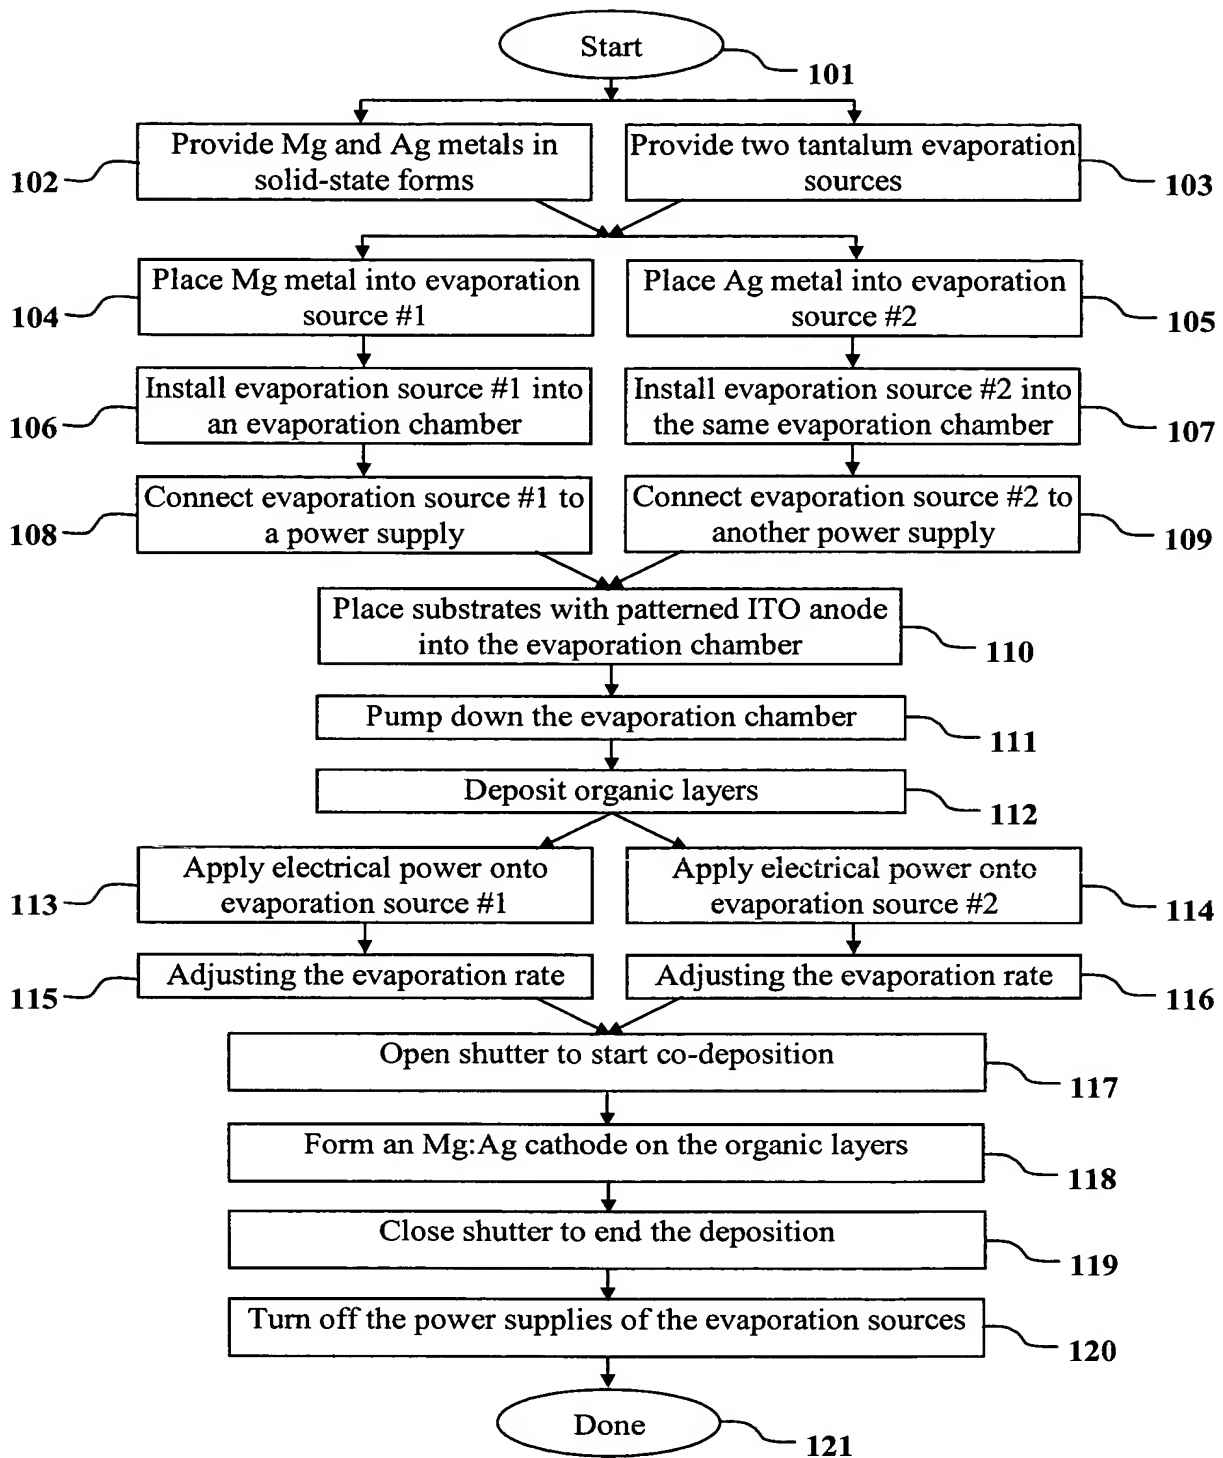 Start
101
Provide Mg and Ag metals in
solid-state forms
102
Provide two tantalum evaporation
sources
103
Place Mg metal into evaporation
source #1
104
Place Ag metal into evaporation
source #2
105
Install evaporation source #1 into
an evaporation chamber
106
Install evaporation source #2 into
the same evaporation chamber
107
Connect evaporation source #1 to
a power supply
108
Connect evaporation source #2 to
another power supply
109
Place substrates with patterned ITO anode
into the evaporation chamber
110
Pump down the evaporation chamber
111
Deposit organic layers
112
Apply electrical power onto
evaporation source #1
113
Apply electrical power onto
evaporation source #2
114
Adjusting the evaporation rate
115
Adjusting the evaporation rate
116
Open shutter to start co-deposition
117
Form an Mg:Ag cathode on the organic layers
118
Close shutter to end the deposition
119
Turn off the power supplies of the evaporation sources
120
Done
121